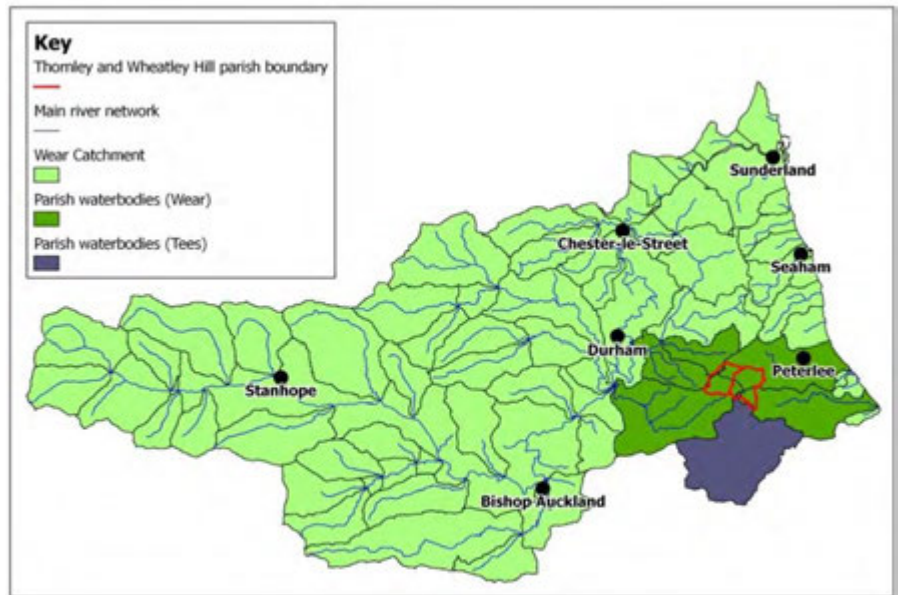 Key
Thornley and Wheatley Hill parish boundary
Main river network
Wear Catchment
Parish waterbodies (Wear)
Parish waterbodies (Tees)
Sunderland
Chester-le-Street
Seaham
Durham
Peterlee
Stanhope
Bishop Auckland